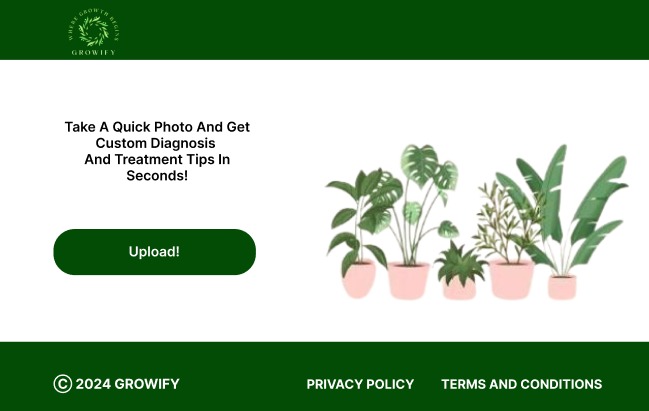 WHERE GROWTH BEGINS
GROWIFY
Take A Quick Photo And Get
Custom Diagnosis
And Treatment Tips In
Seconds!
Upload!
© 2024 GROWIFY
PRIVACY POLICY
TERMS AND CONDITIONS